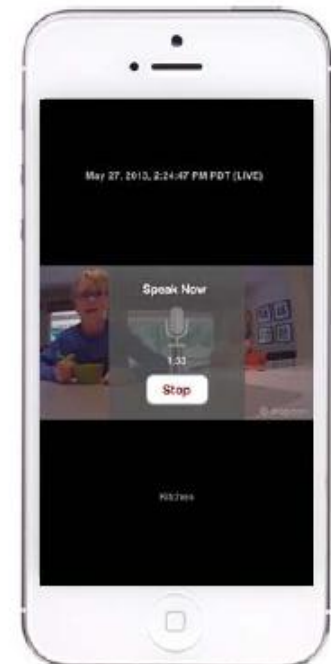 May 27, 2013, 2:24:47 PM PDT (LIVE)
Speak Now
1:33
Stop
Kitchen